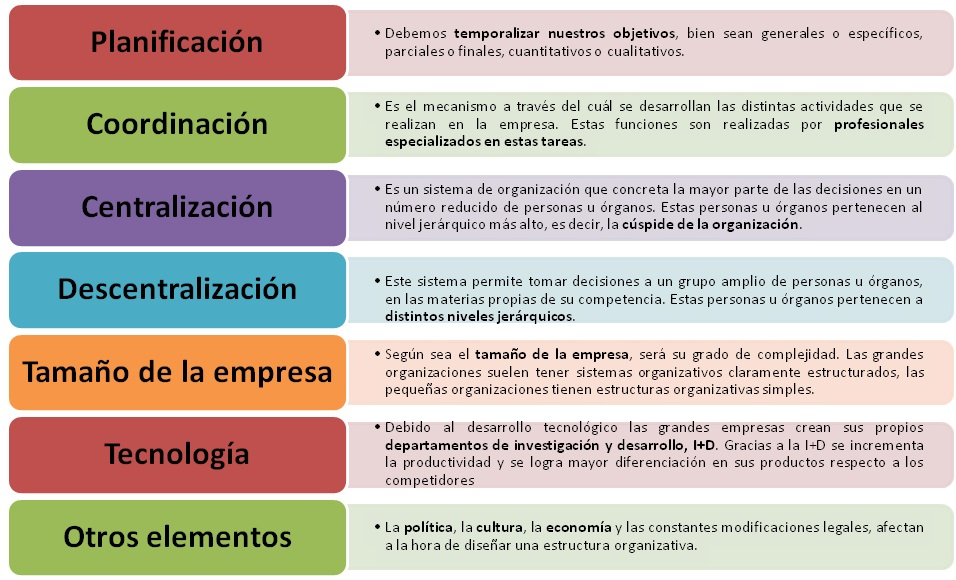 Planificación
• Debemos temporalizar nuestros objetivos, bien sean generales o específicos,
parciales o finales, cuantitativos o cualitativos.
Coordinación
• Es el mecanismo a través del cuál se desarrollan las distintas actividades que se
realizan en la empresa. Estas funciones son realizadas por profesionales
especializados en estas tareas.
Centralización
• Es un sistema de organización que concreta la mayor parte de las decisiones en un
número reducido de personas u órganos. Estas personas u órganos pertenecen al
nivel jerárquico más alto, es decir, la cúspide de la organización.
Descentralización
• Este sistema permite tomar decisiones a un grupo amplio de personas u órganos,
en las materias propias de su competencia. Estas personas u órganos pertenecen a
distintos niveles jerárquicos.
Tamaño de la empresa
• Según sea el tamaño de la empresa, será su grado de complejidad. Las grandes
organizaciones suelen tener sistemas organizativos claramente estructurados, las
pequeñas organizaciones tienen estructuras organizativas simples.
Tecnología
• Debido al desarrollo tecnológico las grandes empresas crean sus propios
departamentos de investigación y desarrollo, I+D. Gracias a la I+D se incrementa
la productividad y se logra mayor diferenciación en sus productos respecto a los
competidores
Otros elementos
• La política, la cultura, la economía y las constantes modificaciones legales, afectan
a la hora de diseñar una estructura organizativa.